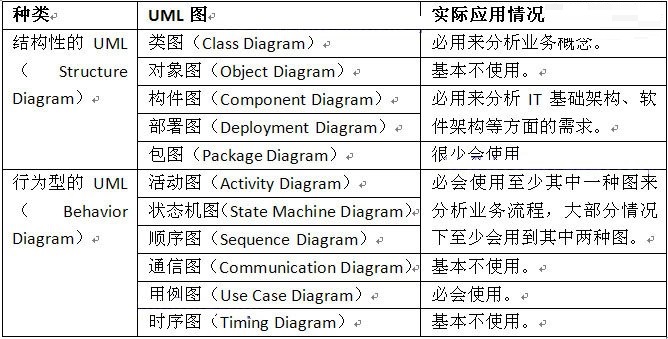 种类 UML 图 实际应用情况
结构性的 UML 类图（Class Diagram） 必用来分析业务概念。
（ Structure 对象图（Object Diagram） 基本不使用。
Diagram） 构件图（Component Diagram） 必用来分析 IT 基础架构、软
部署图（Deployment Diagram） 件架构等方面的需求。
包图（Package Diagram） 很少会使用
行为型的 UML 活动图（Activity Diagram） 必会使用至少其中一种图来
（ Behavior 状态机图（State Machine Diagram） 分析业务流程，大部分情况
Diagram） 顺序图（Sequence Diagram） 下至少会用到其中两种图。
通信图（Communication Diagram） 基本不使用。
用例图（Use Case Diagram） 必会使用。
时序图（Timing Diagram） 基本不使用。